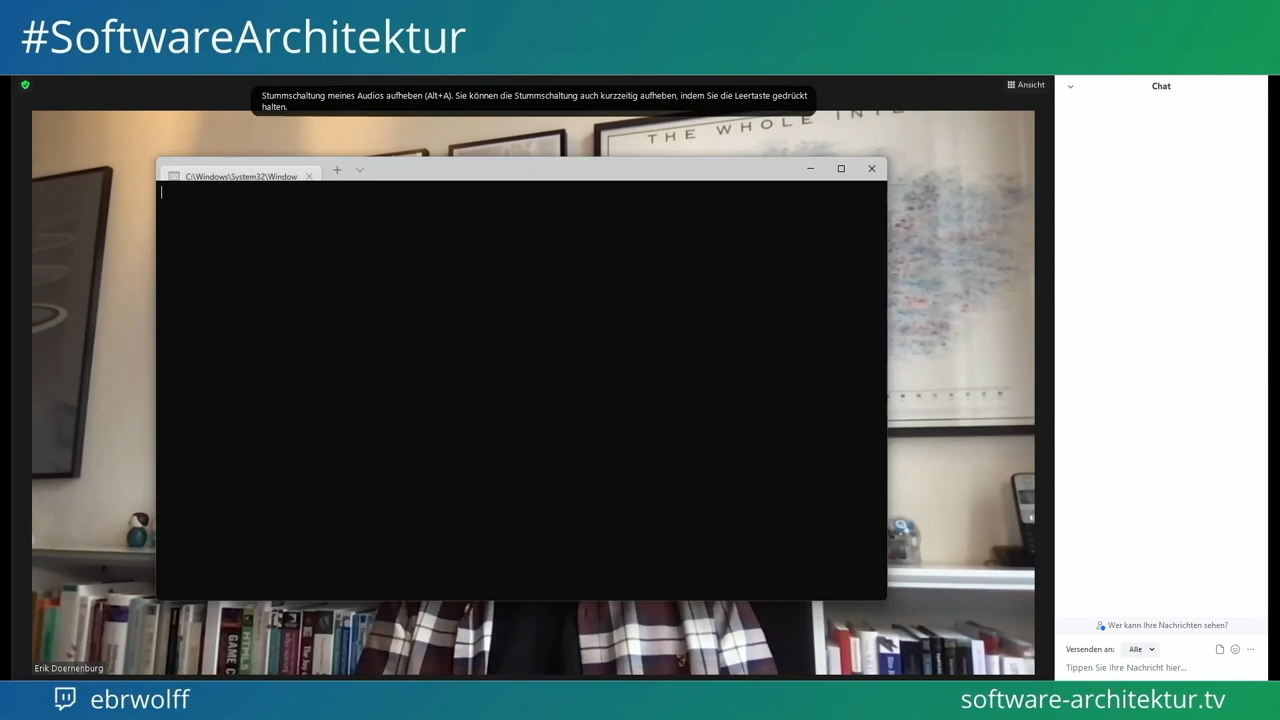 #SoftwareArchitektur
Stummschaltung meines Audios aufheben (Alt+A). Sie können die Stummschaltung auch kurzzeitig aufheben, indem Sie die Leertaste gedrückt
halten.
Ansicht
Chat
THE WHOLE INTE
C:\Windows\System32\Window
GAME
Erik Doernenburg
Wer kann Ihre Nachrichten sehen?
Versenden an: Alle
Tippen Sie Ihre Nachricht hier...
ebrwolff
software-architektur.tv